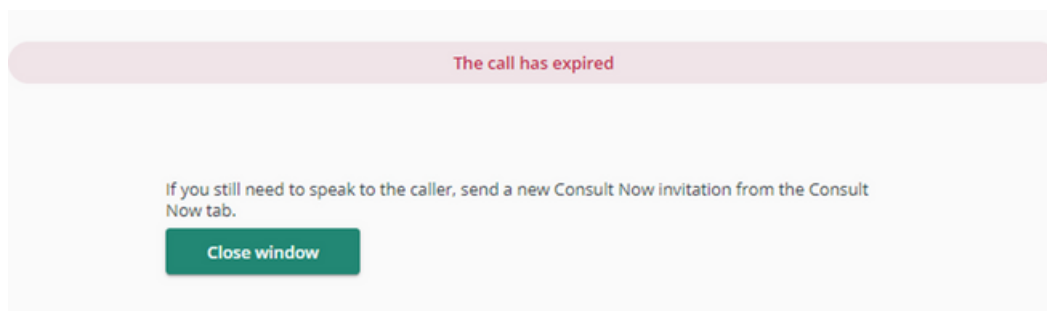 The call has expired
If you still need to speak to the caller, send a new Consult Now invitation from the Consult
Now tab.
Close window